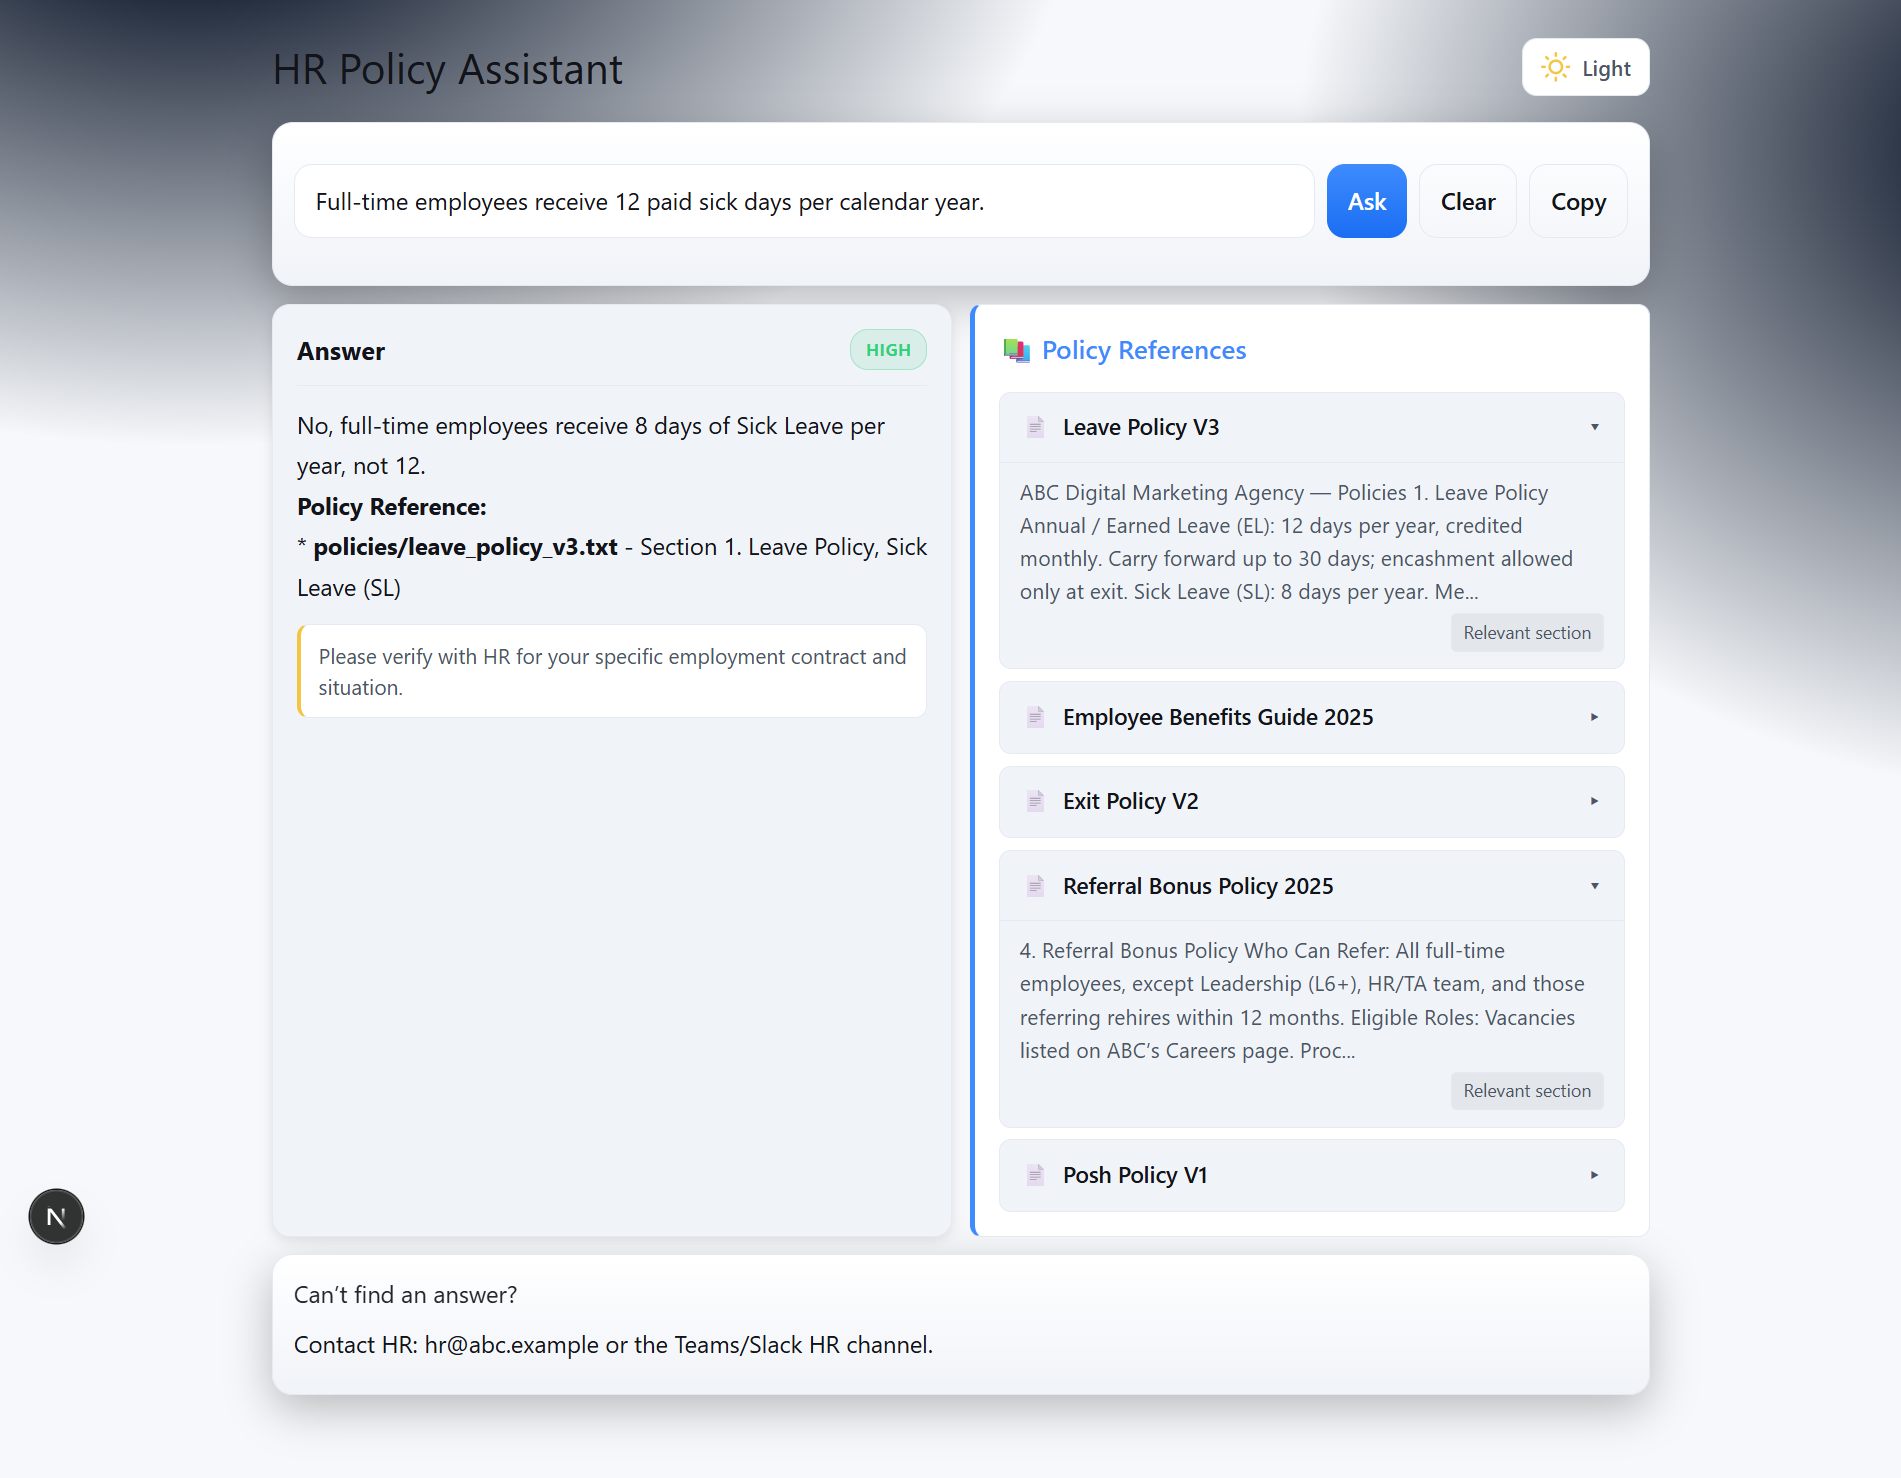 HR Policy Assistant
Light
Full-time employees receive 12 paid sick days per calendar year.
Ask
Clear
Copy
Answer
HIGH
No, full-time employees receive 8 days of Sick Leave per
year, not 12.
Policy Reference:
* policies/leave_policy_v3.txt - Section 1. Leave Policy, Sick
Leave (SL)
Please verify with HR for your specific employment contract and
situation.
Policy References
Leave Policy V3
ABC Digital Marketing Agency — Policies 1. Leave Policy
Annual / Earned Leave (EL): 12 days per year, credited
monthly. Carry forward up to 30 days; encashment allowed
only at exit. Sick Leave (SL): 8 days per year. Me...
Relevant section
Employee Benefits Guide 2025
Exit Policy V2
Referral Bonus Policy 2025
4. Referral Bonus Policy Who Can Refer: All full-time
employees, except Leadership (L6+), HR/TA team, and those
referring rehires within 12 months. Eligible Roles: Vacancies
listed on ABC’s Careers page. Proc...
Relevant section
Posh Policy V1
N
Can’t find an answer?
Contact HR: hr@abc.example or the Teams/Slack HR channel.